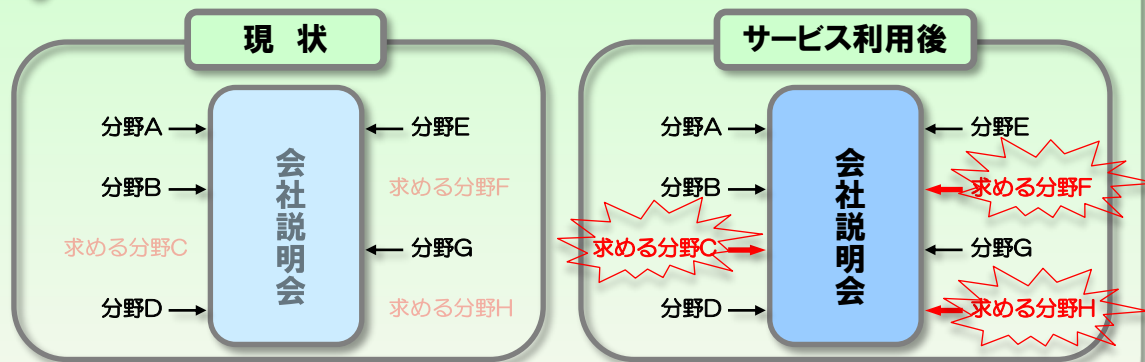 現 状
分野A
分野B
求める分野C
分野D
会社説明会
分野E
求める分野F
分野G
求める分野H
サービス利用後
分野A
分野B
求める分野C
分野D
会社説明会
分野E
求める分野F
分野G
求める分野H